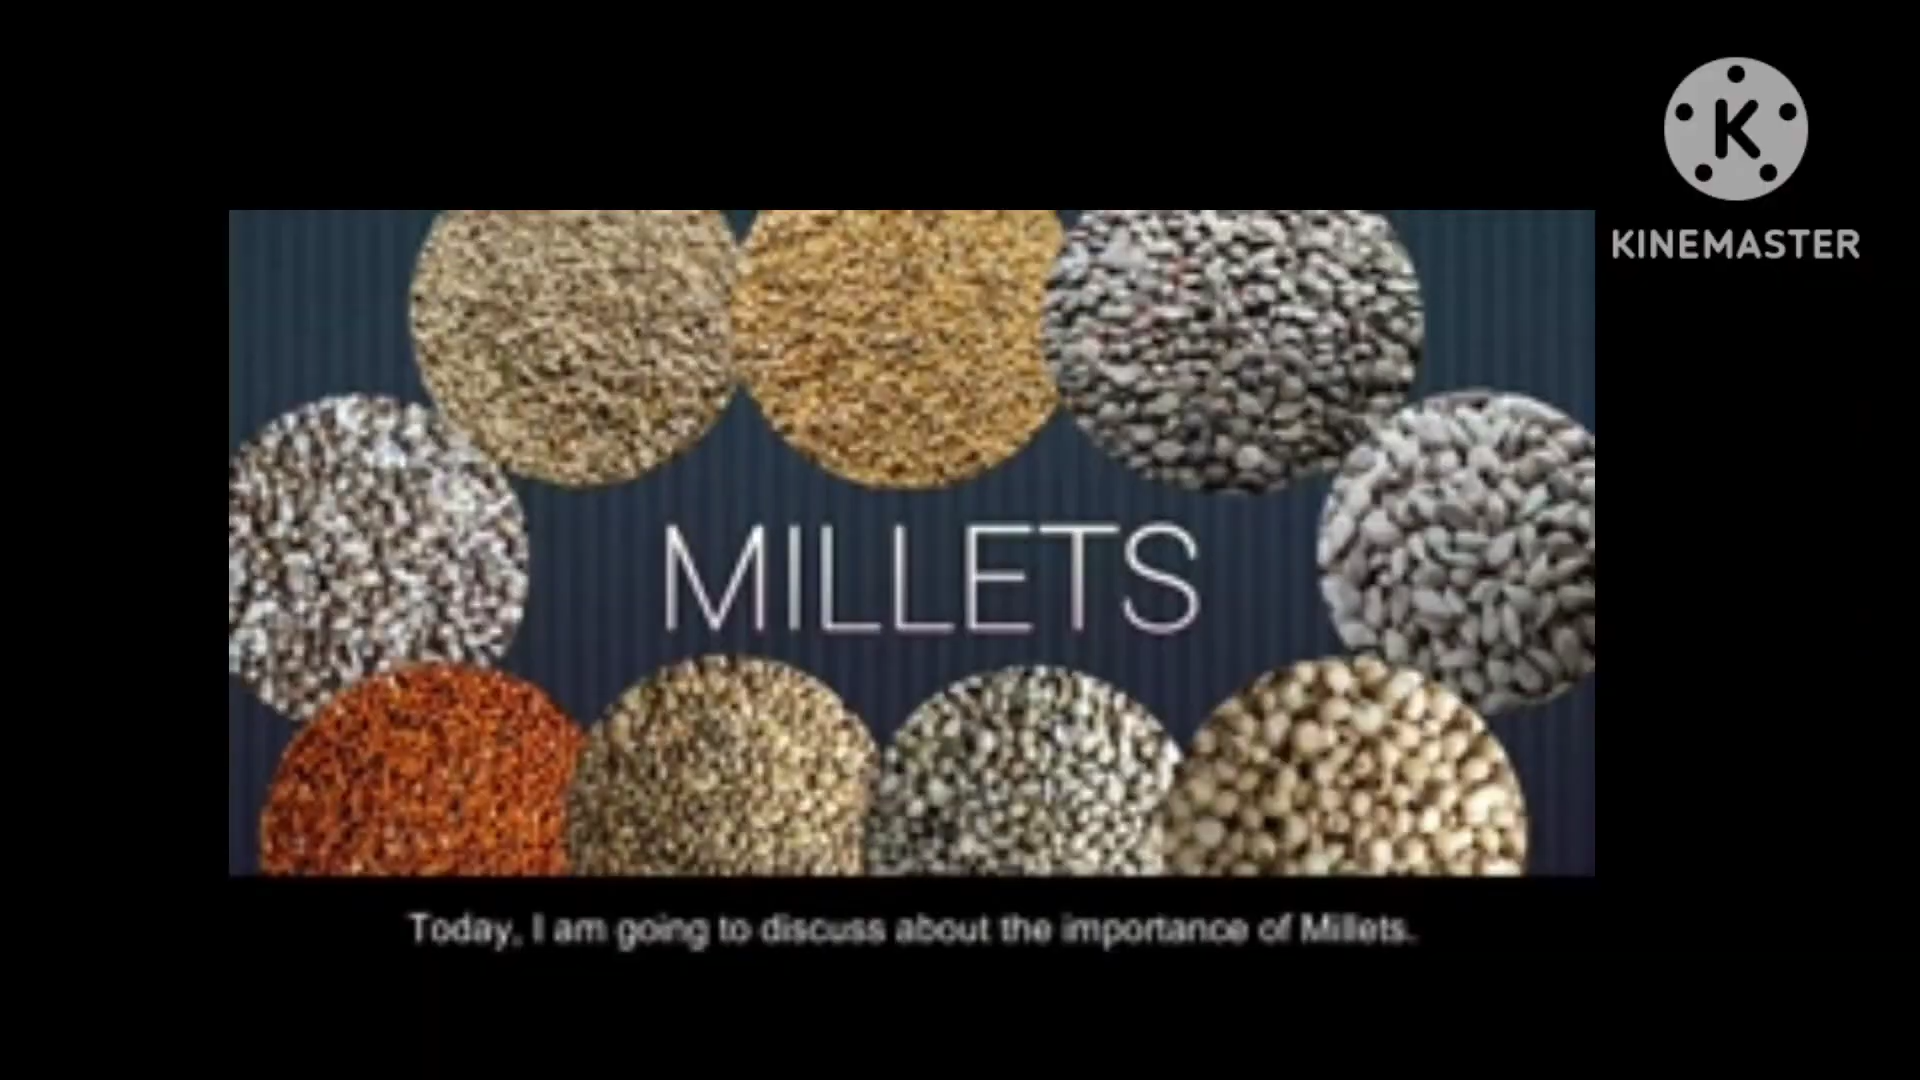 K
KINEMASTER
MILLETS
Today, I am going to discuss about the importance of Millets.